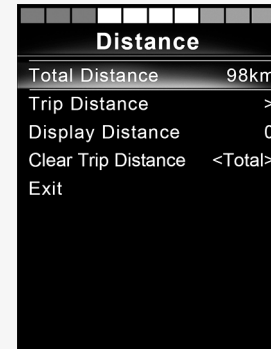 Distance
Total Distance 98km
Trip Distance >
Display Distance 0
Clear Trip Distance <Total>
Exit